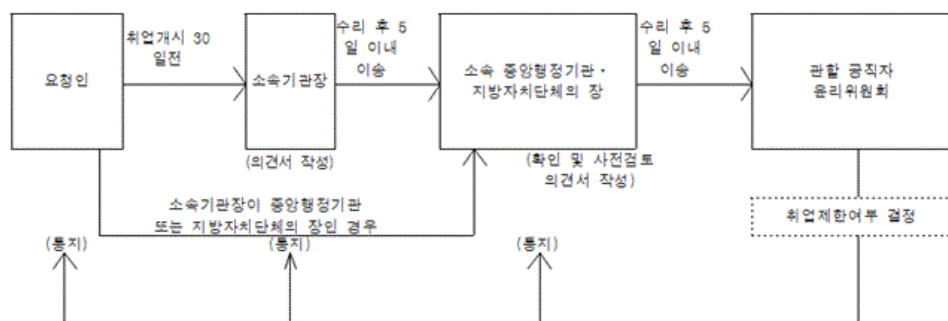 취업개시 30
일전
수리 후 5
일 이내
이송
수리 후 5
일 이내
이송
요청인
소속기관장
소속 중앙행정기관・
지방자치단체의 장
관할 공직자
윤리위원회
(의견서 작성)
(확인 및 사전검토
의견서 작성)
소속기관장이 중앙행정기관
또는 지방자치단체의 장인 경우
취업제한여부 결정
(통지)
(통지)
(통지)